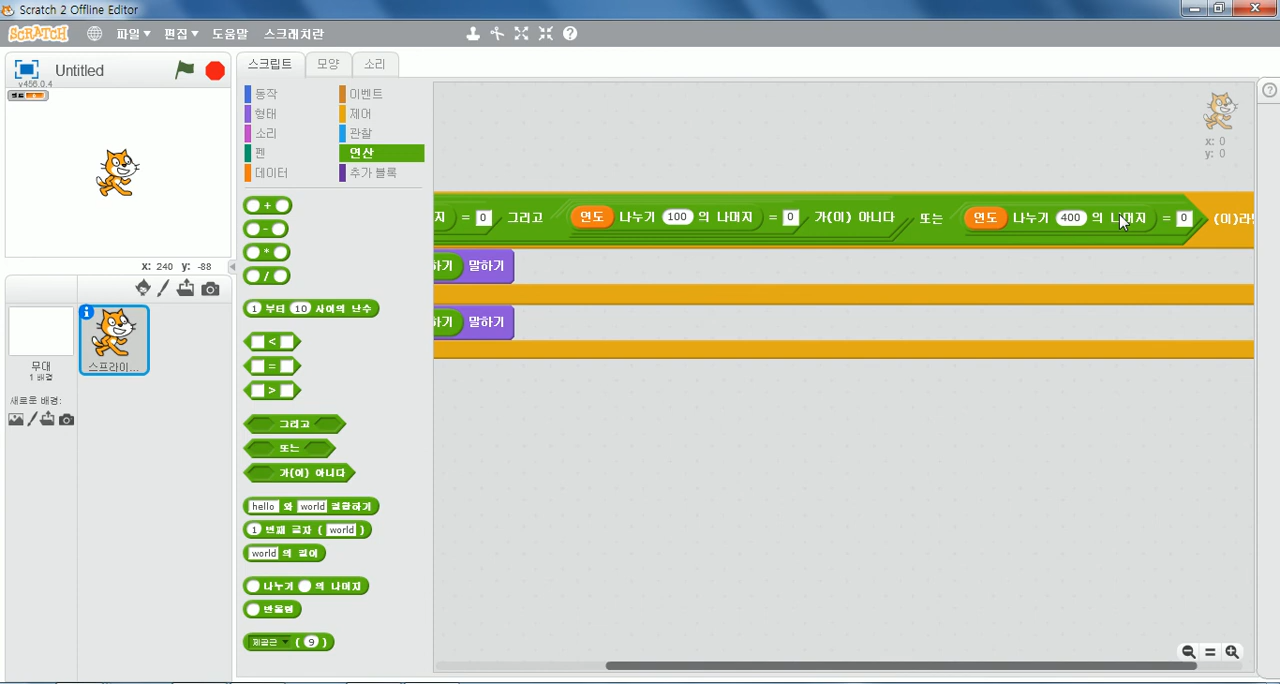 Scratch 2 Offline Editor
SCRATCH 파일 편집 도움말 스크래치란
Untitled
v456.0.4
스크립트 모양 소리
동작 이벤트
형태 제어
소리 관찰
펜 연산
데이터 추가 블록
+
-
*
/
1 부터 10 사이의 난수
<
=
>
그리고
또는
가(이) 아니다
hello 와 world 결합하기
1 번째 글자 ( world )
world 의 길이
나누기 의 나머지
반올림
제곱근 ( 9 )
x: 240 y: -88
무대
1 배경
새로운 배경:
스프라이...
지 = 0 그리고 연도 나누기 100 의 나머지 = 0 가(이) 아니다 또는 연도 나누기 400 의 나머지 = 0 (이)라
하기 말하기
하기 말하기
x: 0
y: 0